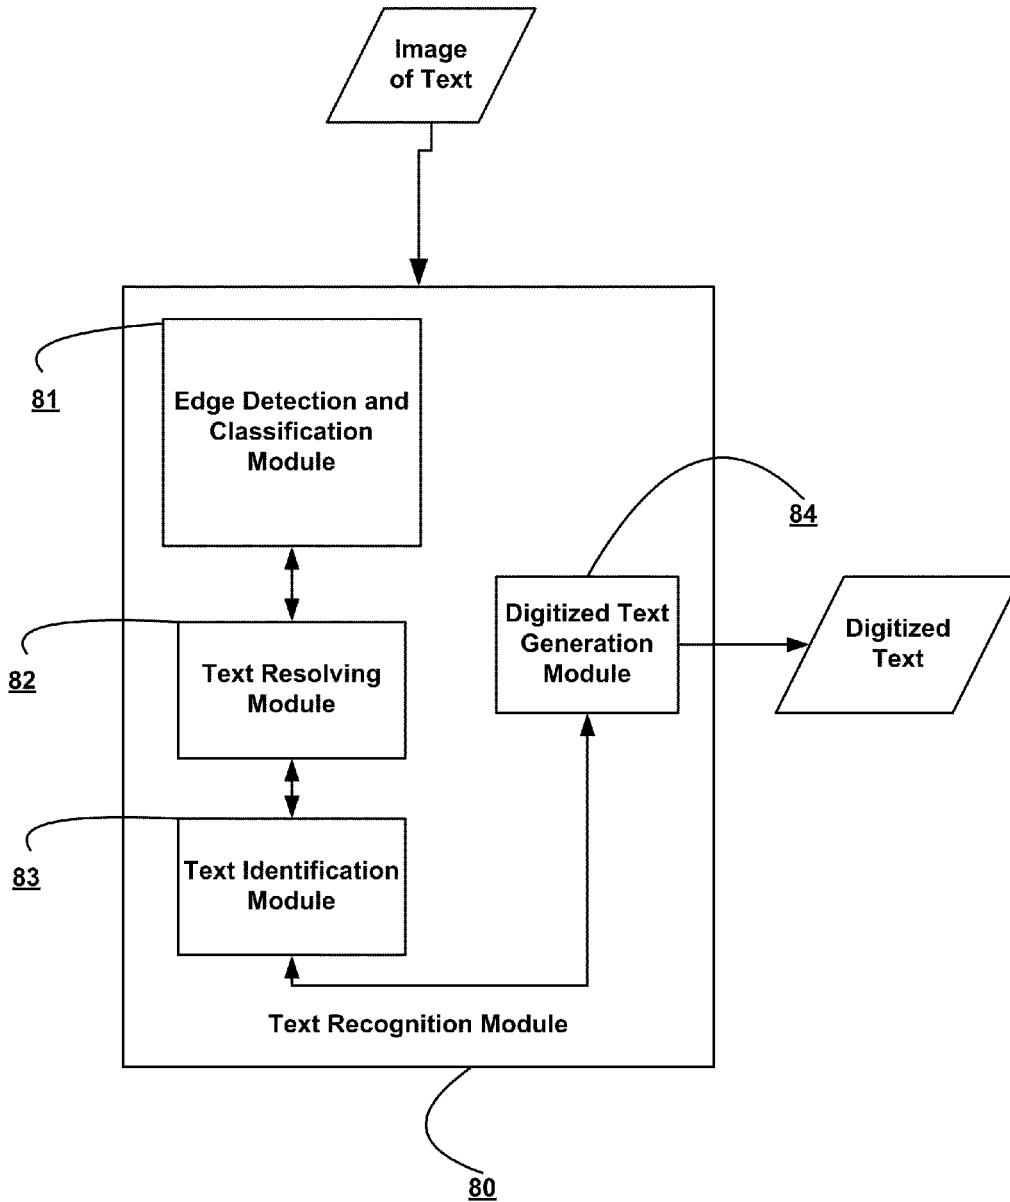 Image
of Text
81
Edge Detection and
Classification
Module
84
82
Text Resolving
Module
Digitized Text
Generation
Module
Digitized
Text
83
Text Identification
Module
Text Recognition Module
80